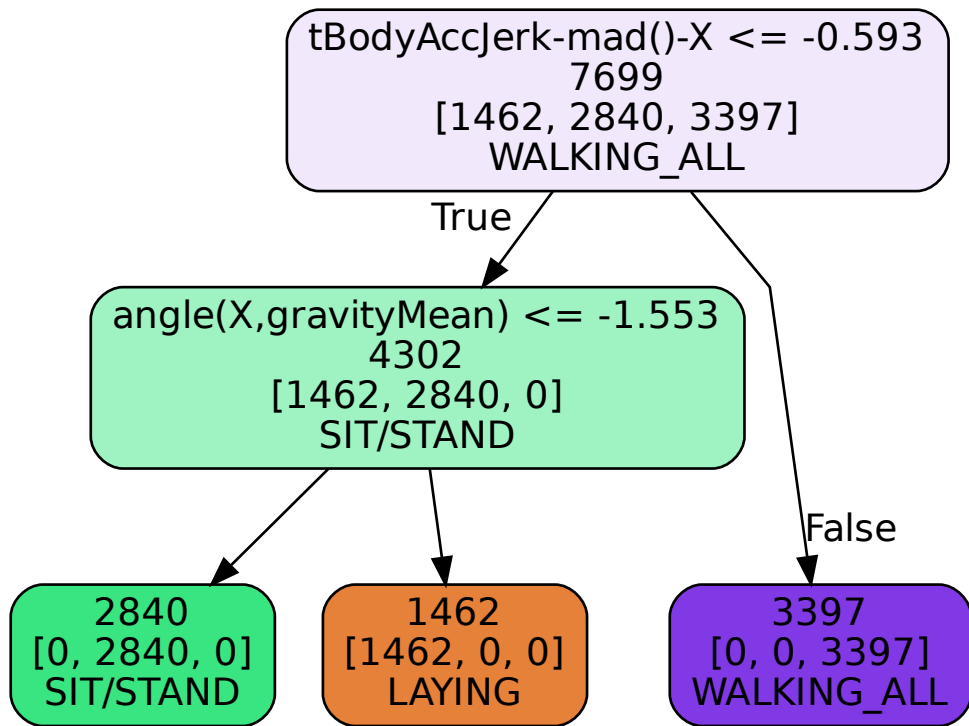 tBodyAccJerk-mad()-X <= -0.593
7699
[1462, 2840, 3397]
WALKING_ALL
True
angle(X,gravityMean) <= -1.553
4302
[1462, 2840, 0]
SIT/STAND
False
2840
[0, 2840, 0]
SIT/STAND
1462
[1462, 0, 0]
LAYING
3397
[0, 0, 3397]
WALKING_ALL